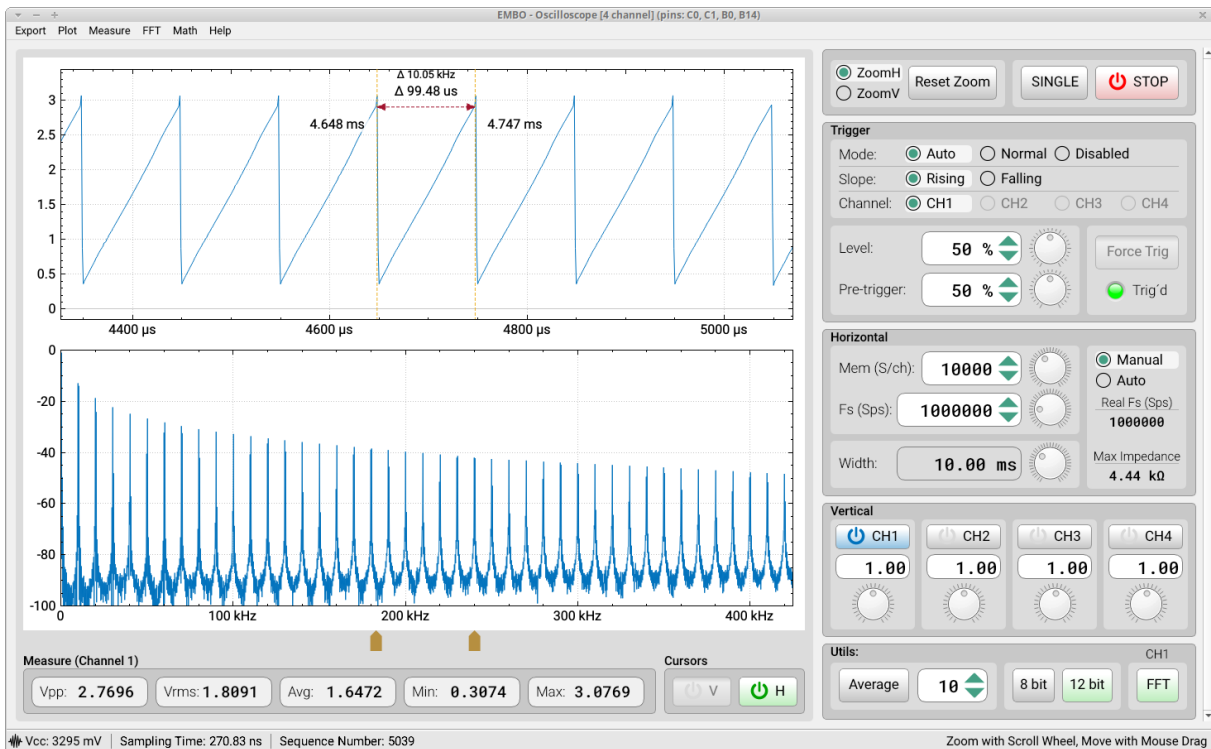 EMBO - Oscilloscope [4 channel] (pins: C0, C1, B0, B14)
Export Plot Measure FFT Math Help
Δ 10.05 kHz
Δ 99.48 us
4.648 ms
4.747 ms
3
2.5
2
1.5
1
0.5
0
4400 µs 4600 µs 4800 µs 5000 µs
0
-20
-40
-60
-80
-100
0 100 kHz 200 kHz 300 kHz 400 kHz
Measure (Channel 1)
Vpp: 2.7696 Vrms: 1.8091 Avg: 1.6472 Min: 0.3074 Max: 3.0769
Cursors
V H
ZoomH
ZoomV
Reset Zoom
SINGLE
STOP
Trigger
Mode: Auto Normal Disabled
Slope: Rising Falling
Channel: CH1 CH2 CH3 CH4
Level: 50 %
Pre-trigger: 50 %
Force Trig
Trig´d
Horizontal
Mem (S/ch): 10000
Fs (Sps): 1000000
Width: 10.00 ms
Manual
Auto
Real Fs (Sps)
1000000
Max Impedance
4.44 kΩ
Vertical
CH1 CH2 CH3 CH4
1.00 1.00 1.00 1.00
Utils: CH1
Average 10 8 bit 12 bit FFT
Vcc: 3295 mV Sampling Time: 270.83 ns Sequence Number: 5039
Zoom with Scroll Wheel, Move with Mouse Drag